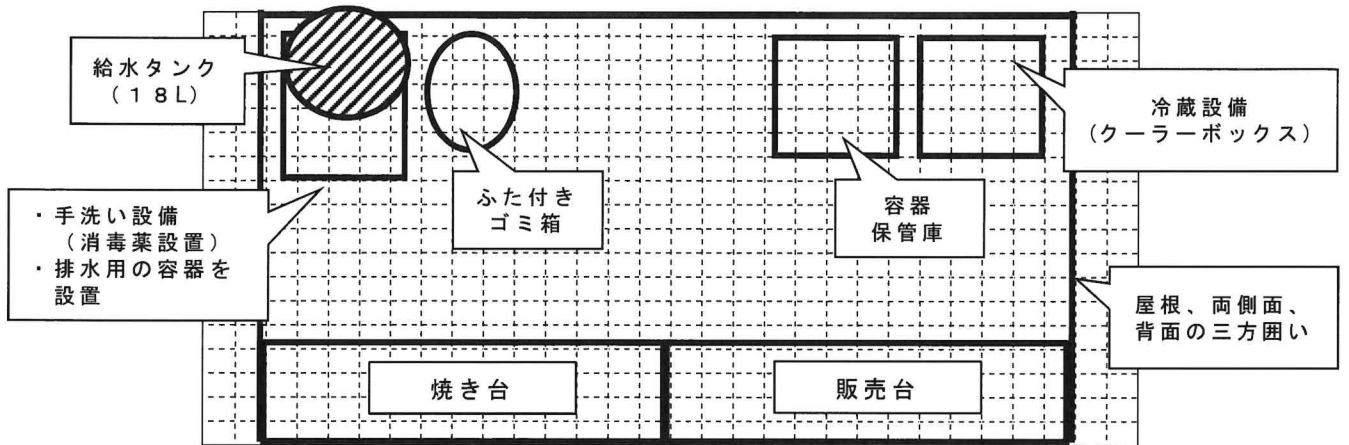 給水タンク
（１８Ｌ）
冷蔵設備
（クーラーボックス）
・手洗い設備
（消毒薬設置）
・排水用の容器を
設置
ふた付き
ゴミ箱
容器
保管庫
屋根、両側面、
背面の三方囲い
焼き台
販売台